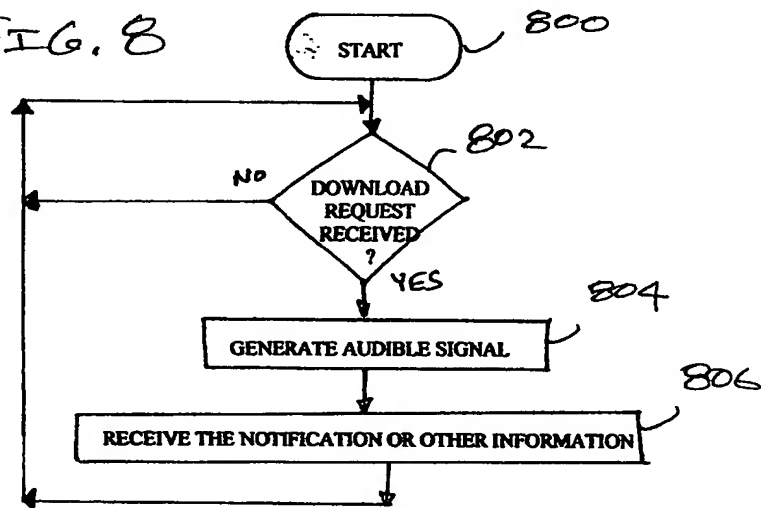 FIG. 8
START
800
802
NO
DOWNLOAD
REQUEST
RECEIVED
?
YES
804
GENERATE AUDIBLE SIGNAL
806
RECEIVE THE NOTIFICATION OR OTHER INFORMATION